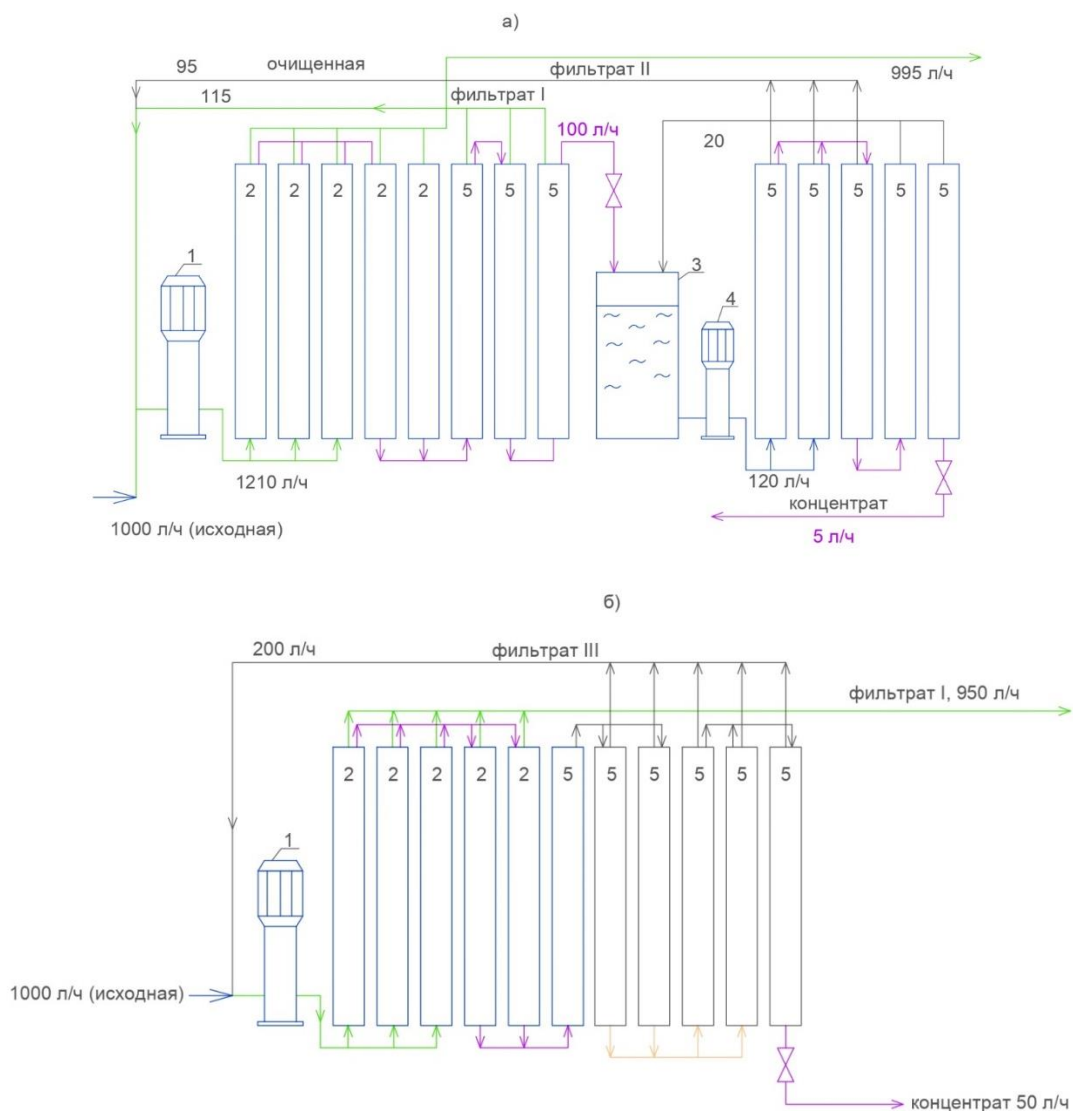 а)
95
очищенная
фильтрат II
995 л/ч
115
фильтрат I
100 л/ч
20
2
2
2
2
2
5
5
5
5
5
5
5
5
1
3
4
1210 л/ч
120 л/ч
концентрат
1000 л/ч (исходная)
5 л/ч
б)
200 л/ч
фильтрат III
фильтрат I, 950 л/ч
2
2
2
2
2
5
5
5
5
5
5
1
1000 л/ч (исходная)
концентрат 50 л/ч